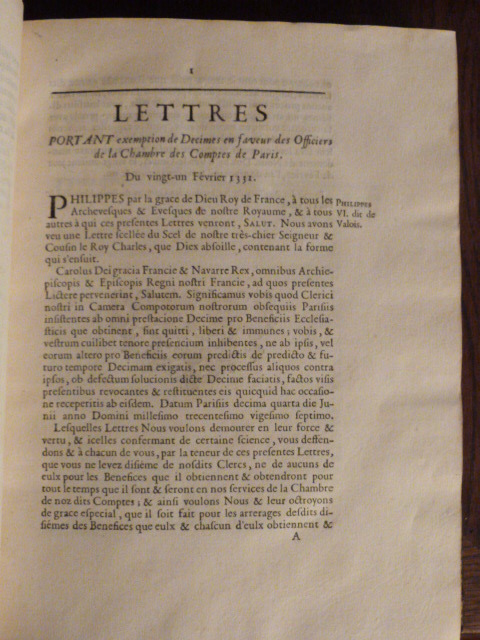 1
LETTRES
PORTANT exemption de Decimes en faveur des Officiers
de la Chambre des Comptes de Paris.
Du vingt-un Février 1331.
PHILIPPES par la grace de Dieu Roy de France, à tous les
Archevesques & Evesques de nostre Royaume, & à tous
autres à qui ces presentes Lettres verront, SALUT. Nous avons
veu une Lettre scellée du Scel de nostre très-chier Seigneur &
Cousin le Roy Charles, que Dieu absoille, contenant la forme
qui s'ensuit.
PHILIPPES
VI. dit de
Valois.
Carolus Dei gracia Francie & Navarre Rex, omnibus Archie-
piscopis & Episcopis Regni nostri Francie, ad quos presentes
Littere pervenerint, Salutem. Significamus vobis quod Clerici
nostri in Camera Compotorum nostrorum obsequiis Parisiis
insistentes ab omni prestacione Decime pro Beneficiis Ecclesia-
sticis que obtinent, sint quitti, liberi & immunes; vobis, &
vestrum cuilibet tenore presencium inhibentes, ne ab ipsis, vel
eorum altero pro Beneficiis eorum predictis de predicto & fu-
turo tempore Decimam exigatis, nec processus aliquos contra
ipsos, ob defectum solucionis dicte Decime faciatis, factos visis
presentibus revocantes & restituentes eis quicquid hac occasio-
ne receperitis ab eisdem. Datum Parisiis decima quarta die Ju-
nii anno Domini millesimo trecentesimo vigesimo septimo.
Lesquelles Lettres Nous voulons demourer en leur force &
vertu, & icelles confermant de certaine science, vous deffen-
dons & à chacun de vous, par la teneur de ces presentes Lettres,
que vous ne levez disiéme de nosdits Clercs, ne de aucuns de
eulx pour les Benefices que il obtiennent & obtendront pour
tout le temps que il sont & seront en nos services de la Chambre
de noz dits Comptes; & ainsi voulons Nous & leur octroyons
de grace especial, que il soit fait pour les arrerages desdits di-
siémes des Benefices que eulx & chascun d'eulx obtiennent &
A